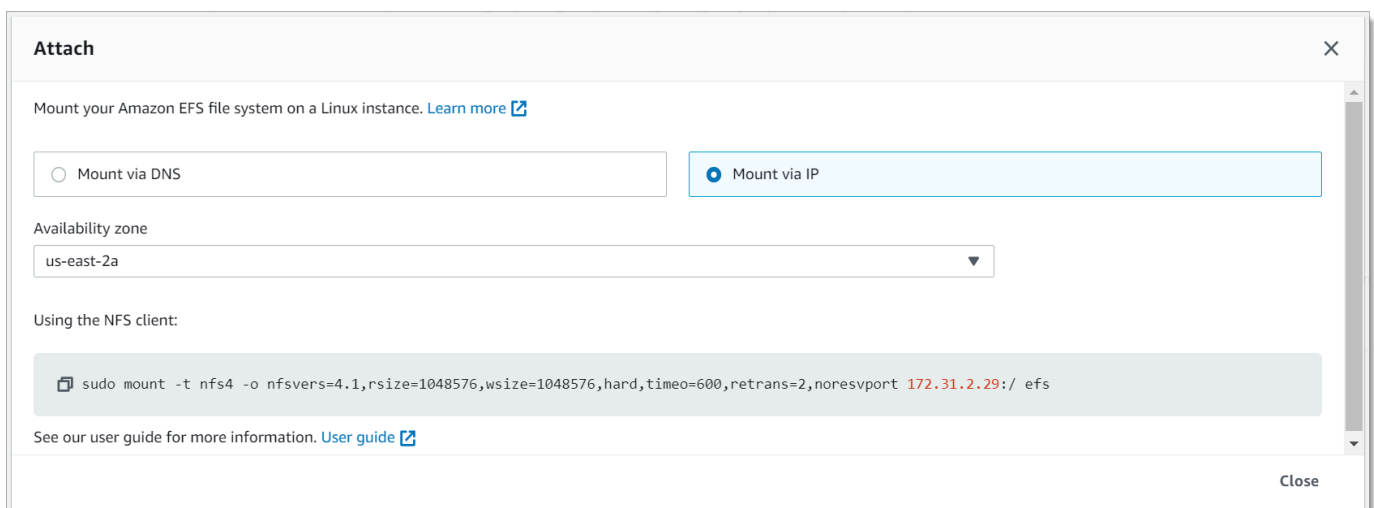 Attach
Mount your Amazon EFS file system on a Linux instance. Learn more
Mount via DNS
Mount via IP
Availability zone
us-east-2a
Using the NFS client:
sudo mount -t nfs4 -o nfsvers=4.1,rsize=1048576,wsize=1048576,hard,timeo=600,retrans=2,noresvport 172.31.2.29:/ efs
See our user guide for more information. User guide
Close